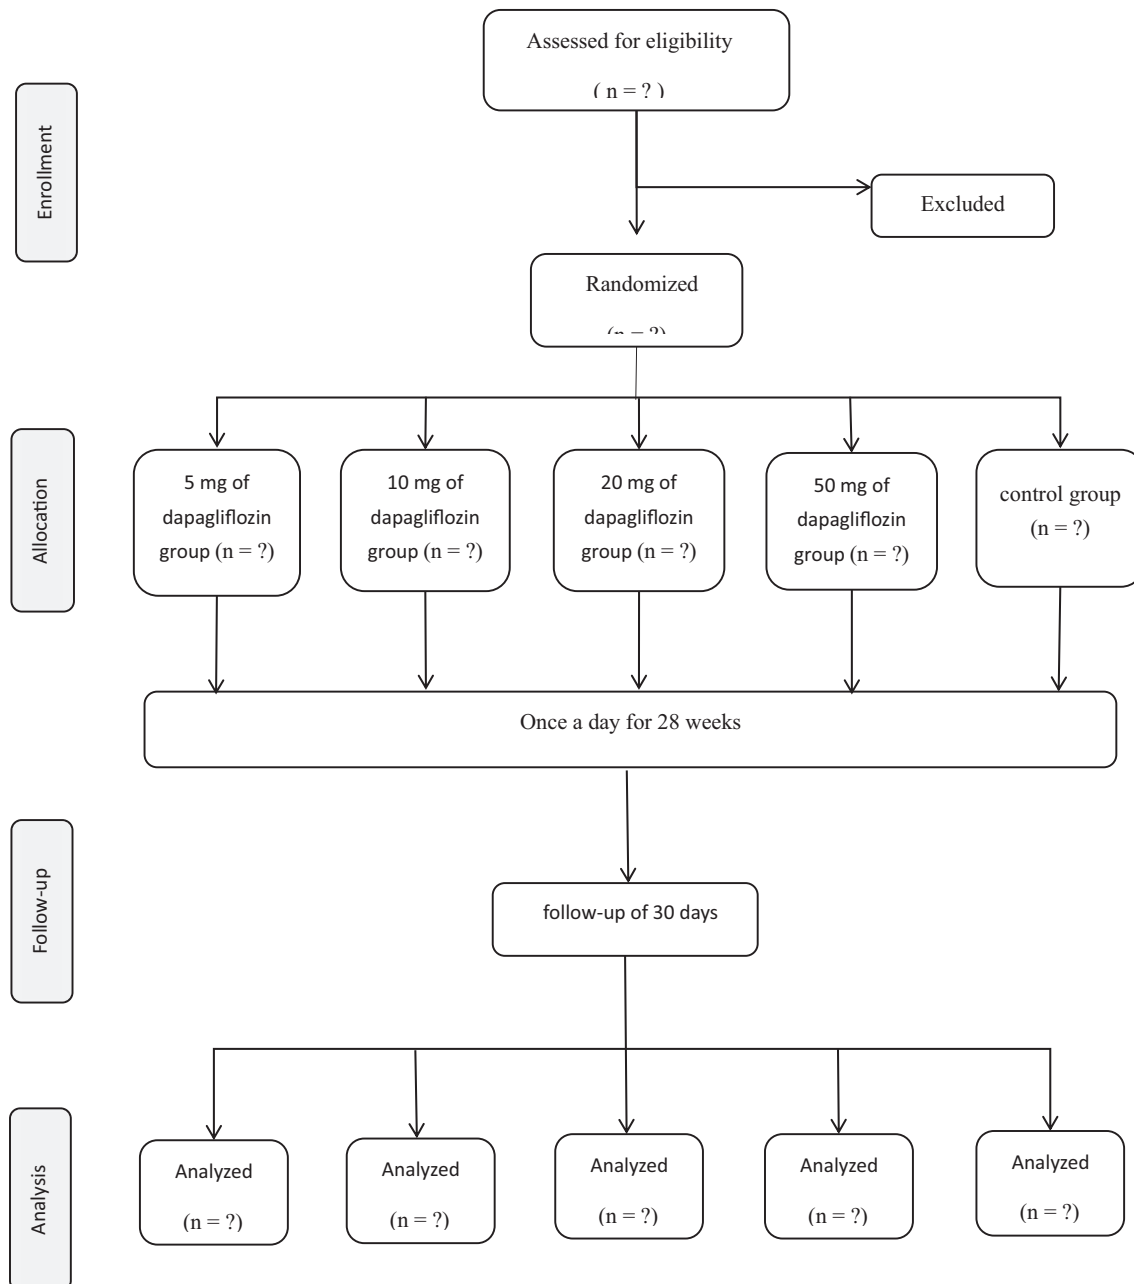 Assessed for eligibility
( n = ? )
Enrollment
Excluded
Randomized
(n = ?)
Allocation
5 mg of
dapagliflozin
group (n = ?)
10 mg of
dapagliflozin
group (n = ?)
20 mg of
dapagliflozin
group (n = ?)
50 mg of
dapagliflozin
group (n = ?)
control group
(n = ?)
Once a day for 28 weeks
Follow-up
follow-up of 30 days
Analysis
Analyzed
(n = ?)
Analyzed
(n = ?)
Analyzed
(n = ?)
Analyzed
(n = ?)
Analyzed
(n = ?)